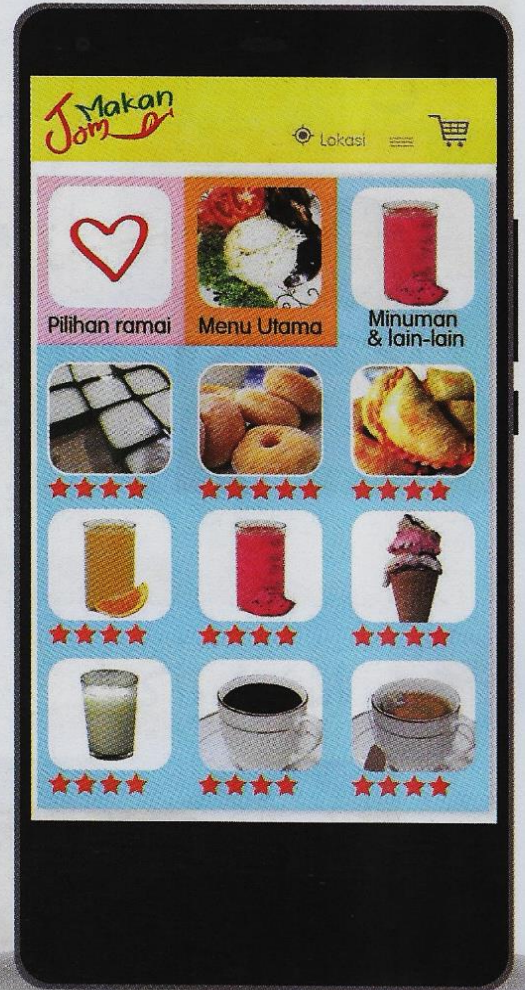 Jom Makan
Lokasi
Pilihan ramai
Menu Utama
Minuman
& lain-lain